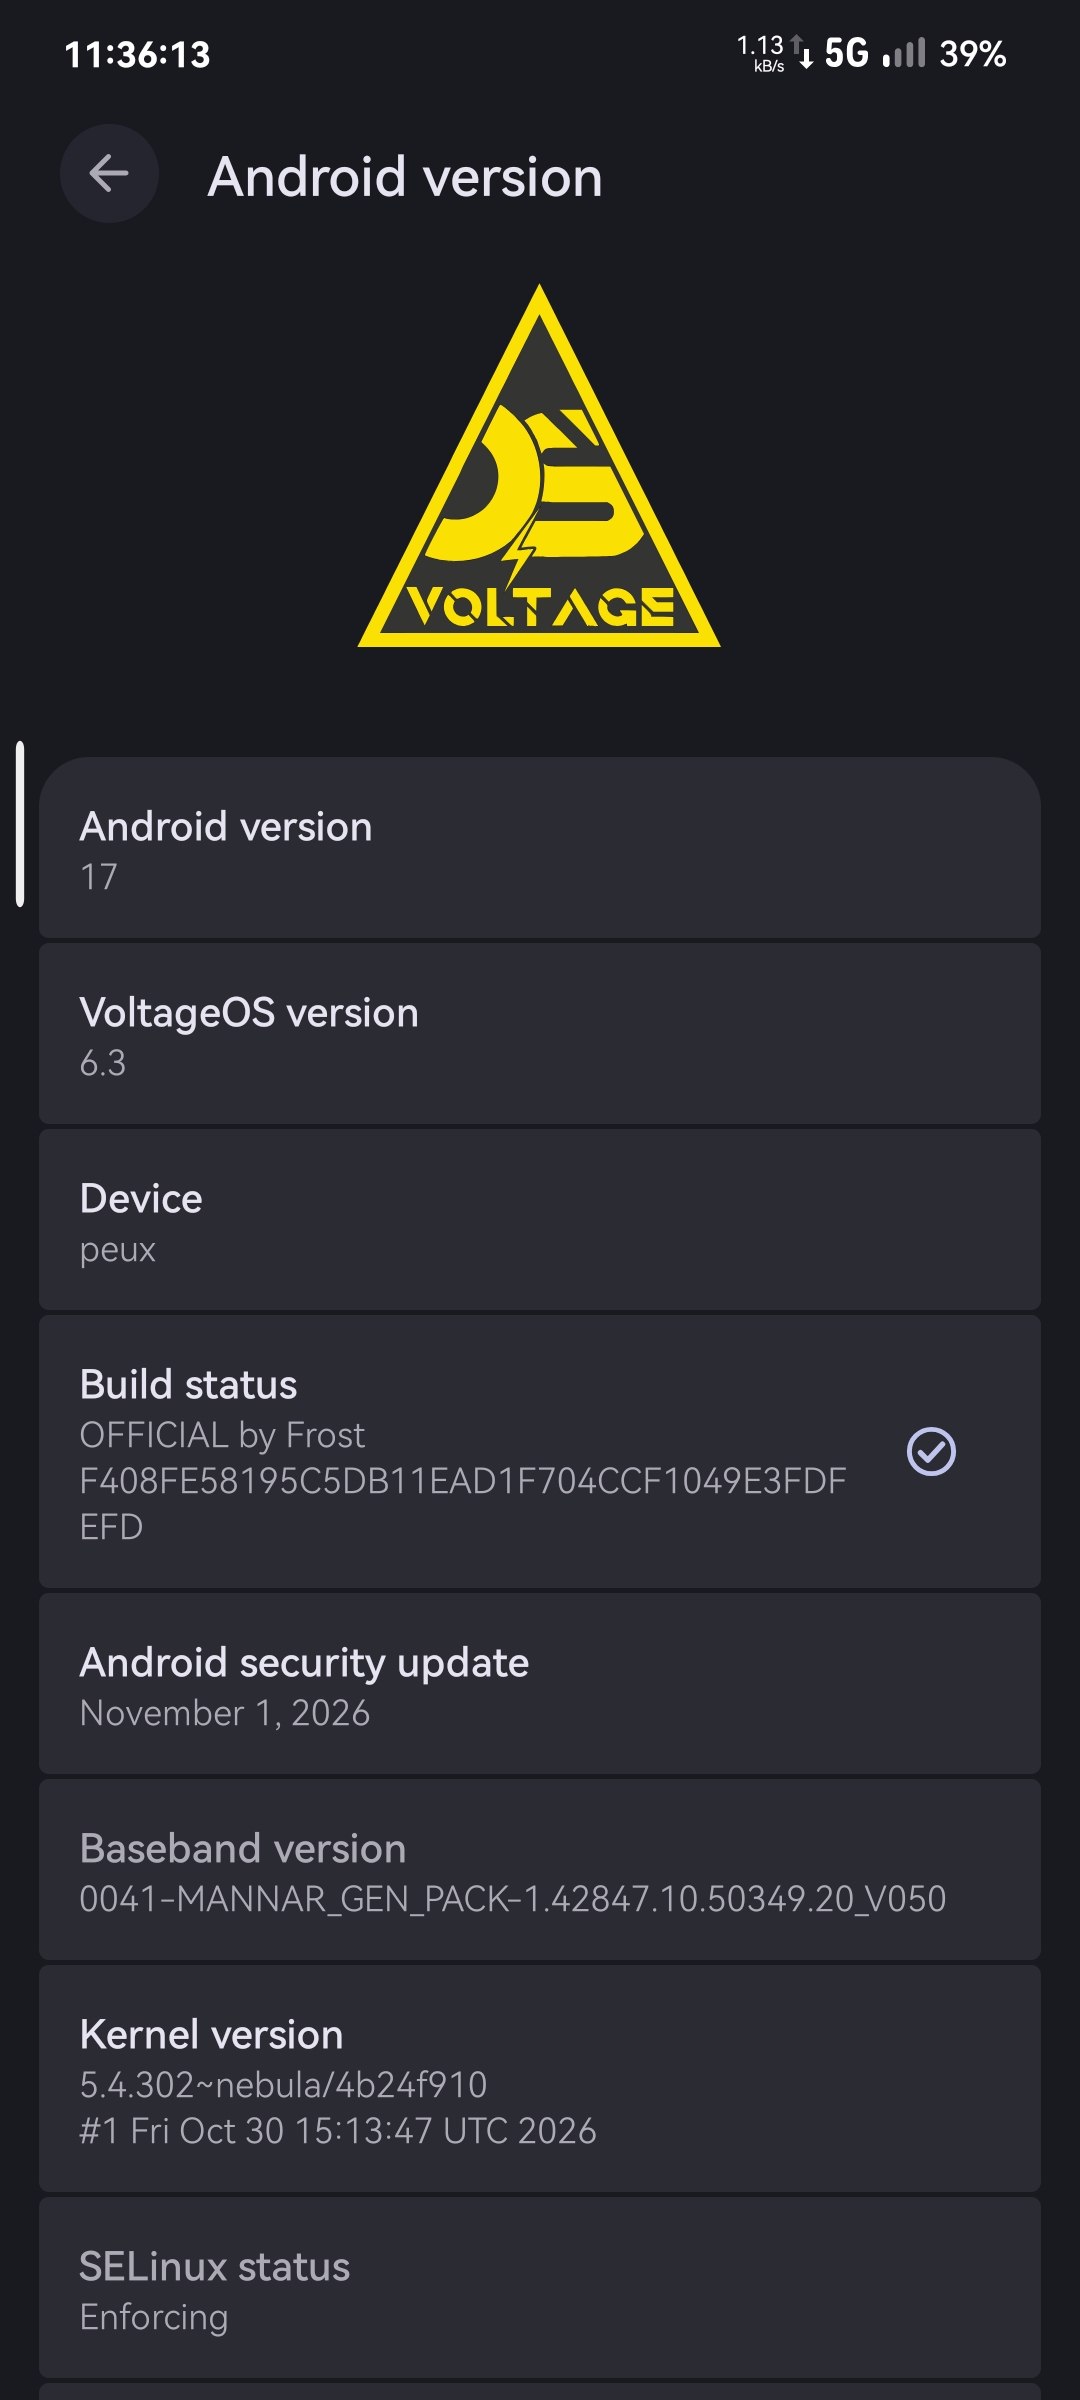 11:36:13
1.13 kB/s 5G 39%
Android version
VOLTAGE
Android version
17
VoltageOS version
6.3
Device
peux
Build status
OFFICIAL by Frost
F408FE58195C5DB11EAD1F704CCF1049E3FDF
EFD
Android security update
November 1, 2026
Baseband version
0041-MANNAR_GEN_PACK-1.42847.10.50349.20_V050
Kernel version
5.4.302~nebula/4b24f910
#1 Fri Oct 30 15:13:47 UTC 2026
SELinux status
Enforcing